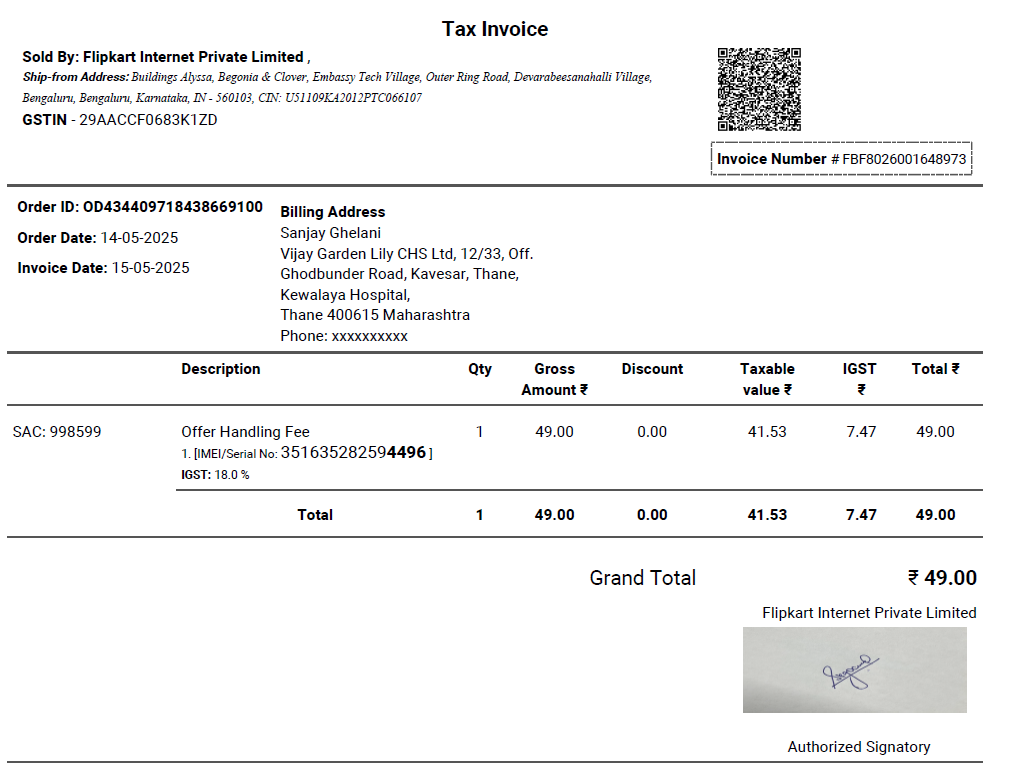 Tax Invoice
Sold By: Flipkart Internet Private Limited ,
Ship-from Address: Buildings Alyssa, Begonia & Clover, Embassy Tech Village, Outer Ring Road, Devarabeesanahalli Village,
Bengaluru, Bengaluru, Karnataka, IN - 560103, CIN: U51109KA2012PTC066107
GSTIN - 29AACCF0683K1ZD
Invoice Number # FBF8026001648973
Order ID: OD434409718438669100
Order Date: 14-05-2025
Invoice Date: 15-05-2025
Billing Address
Sanjay Ghelani
Vijay Garden Lily CHS Ltd, 12/33, Off.
Ghodbunder Road, Kavesar, Thane,
Kewalaya Hospital,
Thane 400615 Maharashtra
Phone: xxxxxxxxxx
Description Qty Gross Amount ₹ Discount Taxable value ₹ IGST ₹ Total ₹
SAC: 998599 Offer Handling Fee 1 49.00 0.00 41.53 7.47 49.00
1. [IMEI/Serial No: 351635282594496 ]
IGST: 18.0 %
Total 1 49.00 0.00 41.53 7.47 49.00
Grand Total ₹ 49.00
Flipkart Internet Private Limited
Authorized Signatory